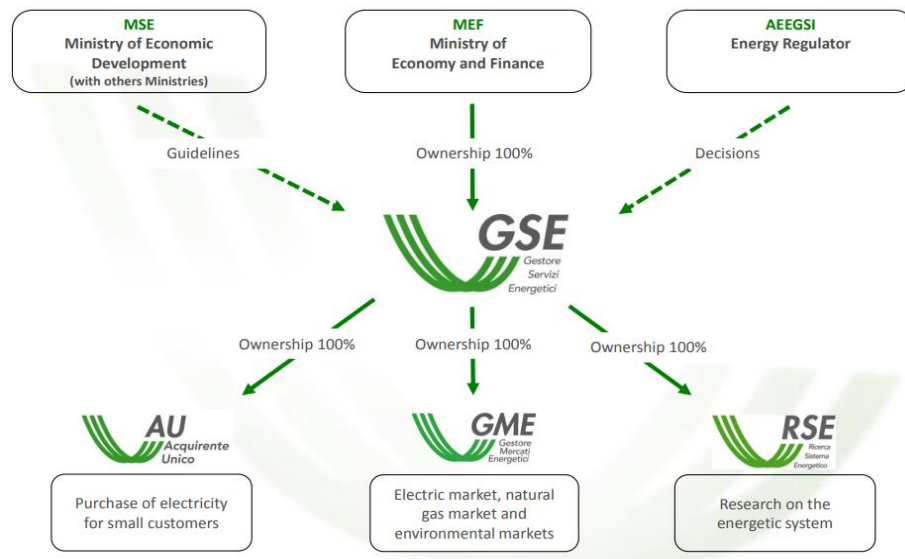 MSE
Ministry of Economic
Development
(with others Ministries)
MEF
Ministry of
Economy and Finance
AEEGSI
Energy Regulator
Guidelines
Ownership 100%
Decisions
GSE
Gestore
Servizi
Energetici
Ownership 100%
Ownership 100%
Ownership 100%
AU
Acquirente
Unico
GME
Gestore
Mercati
Energetici
RSE
Ricerca
Sistema
Energetico
Purchase of electricity
for small customers
Electric market, natural
gas market and
environmental markets
Research on the
energetic system